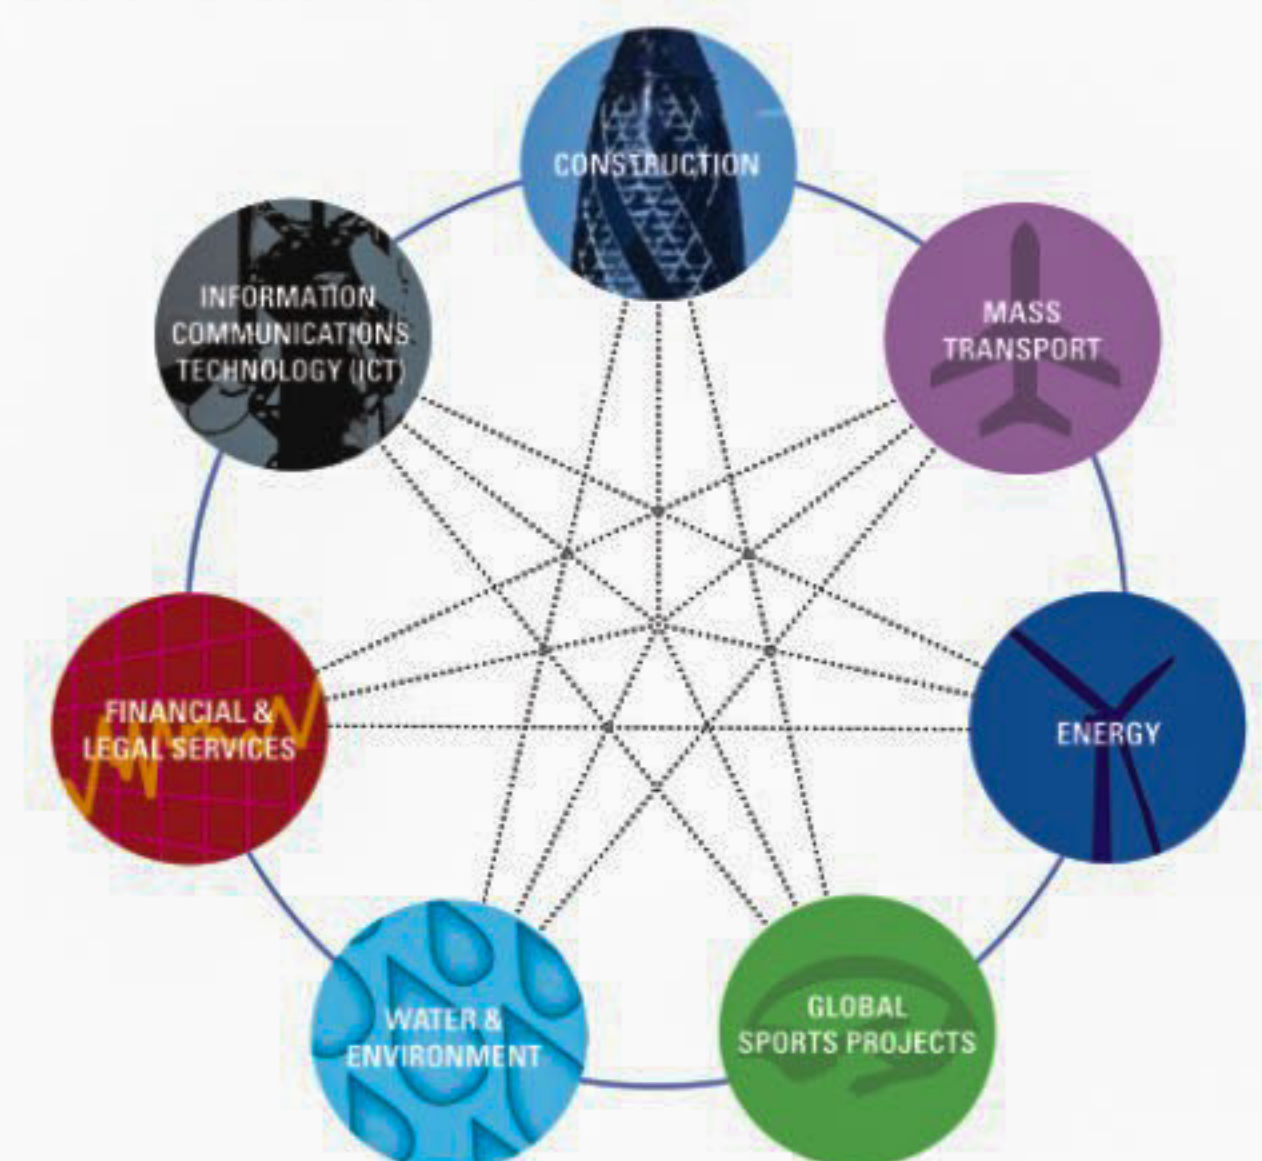 CONSTRUCTION
MASS
TRANSPORT
ENERGY
GLOBAL
SPORTS PROJECTS
WATER &
ENVIRONMENT
FINANCIAL &
LEGAL SERVICES
INFORMATION
COMMUNICATIONS
TECHNOLOGY (ICT)